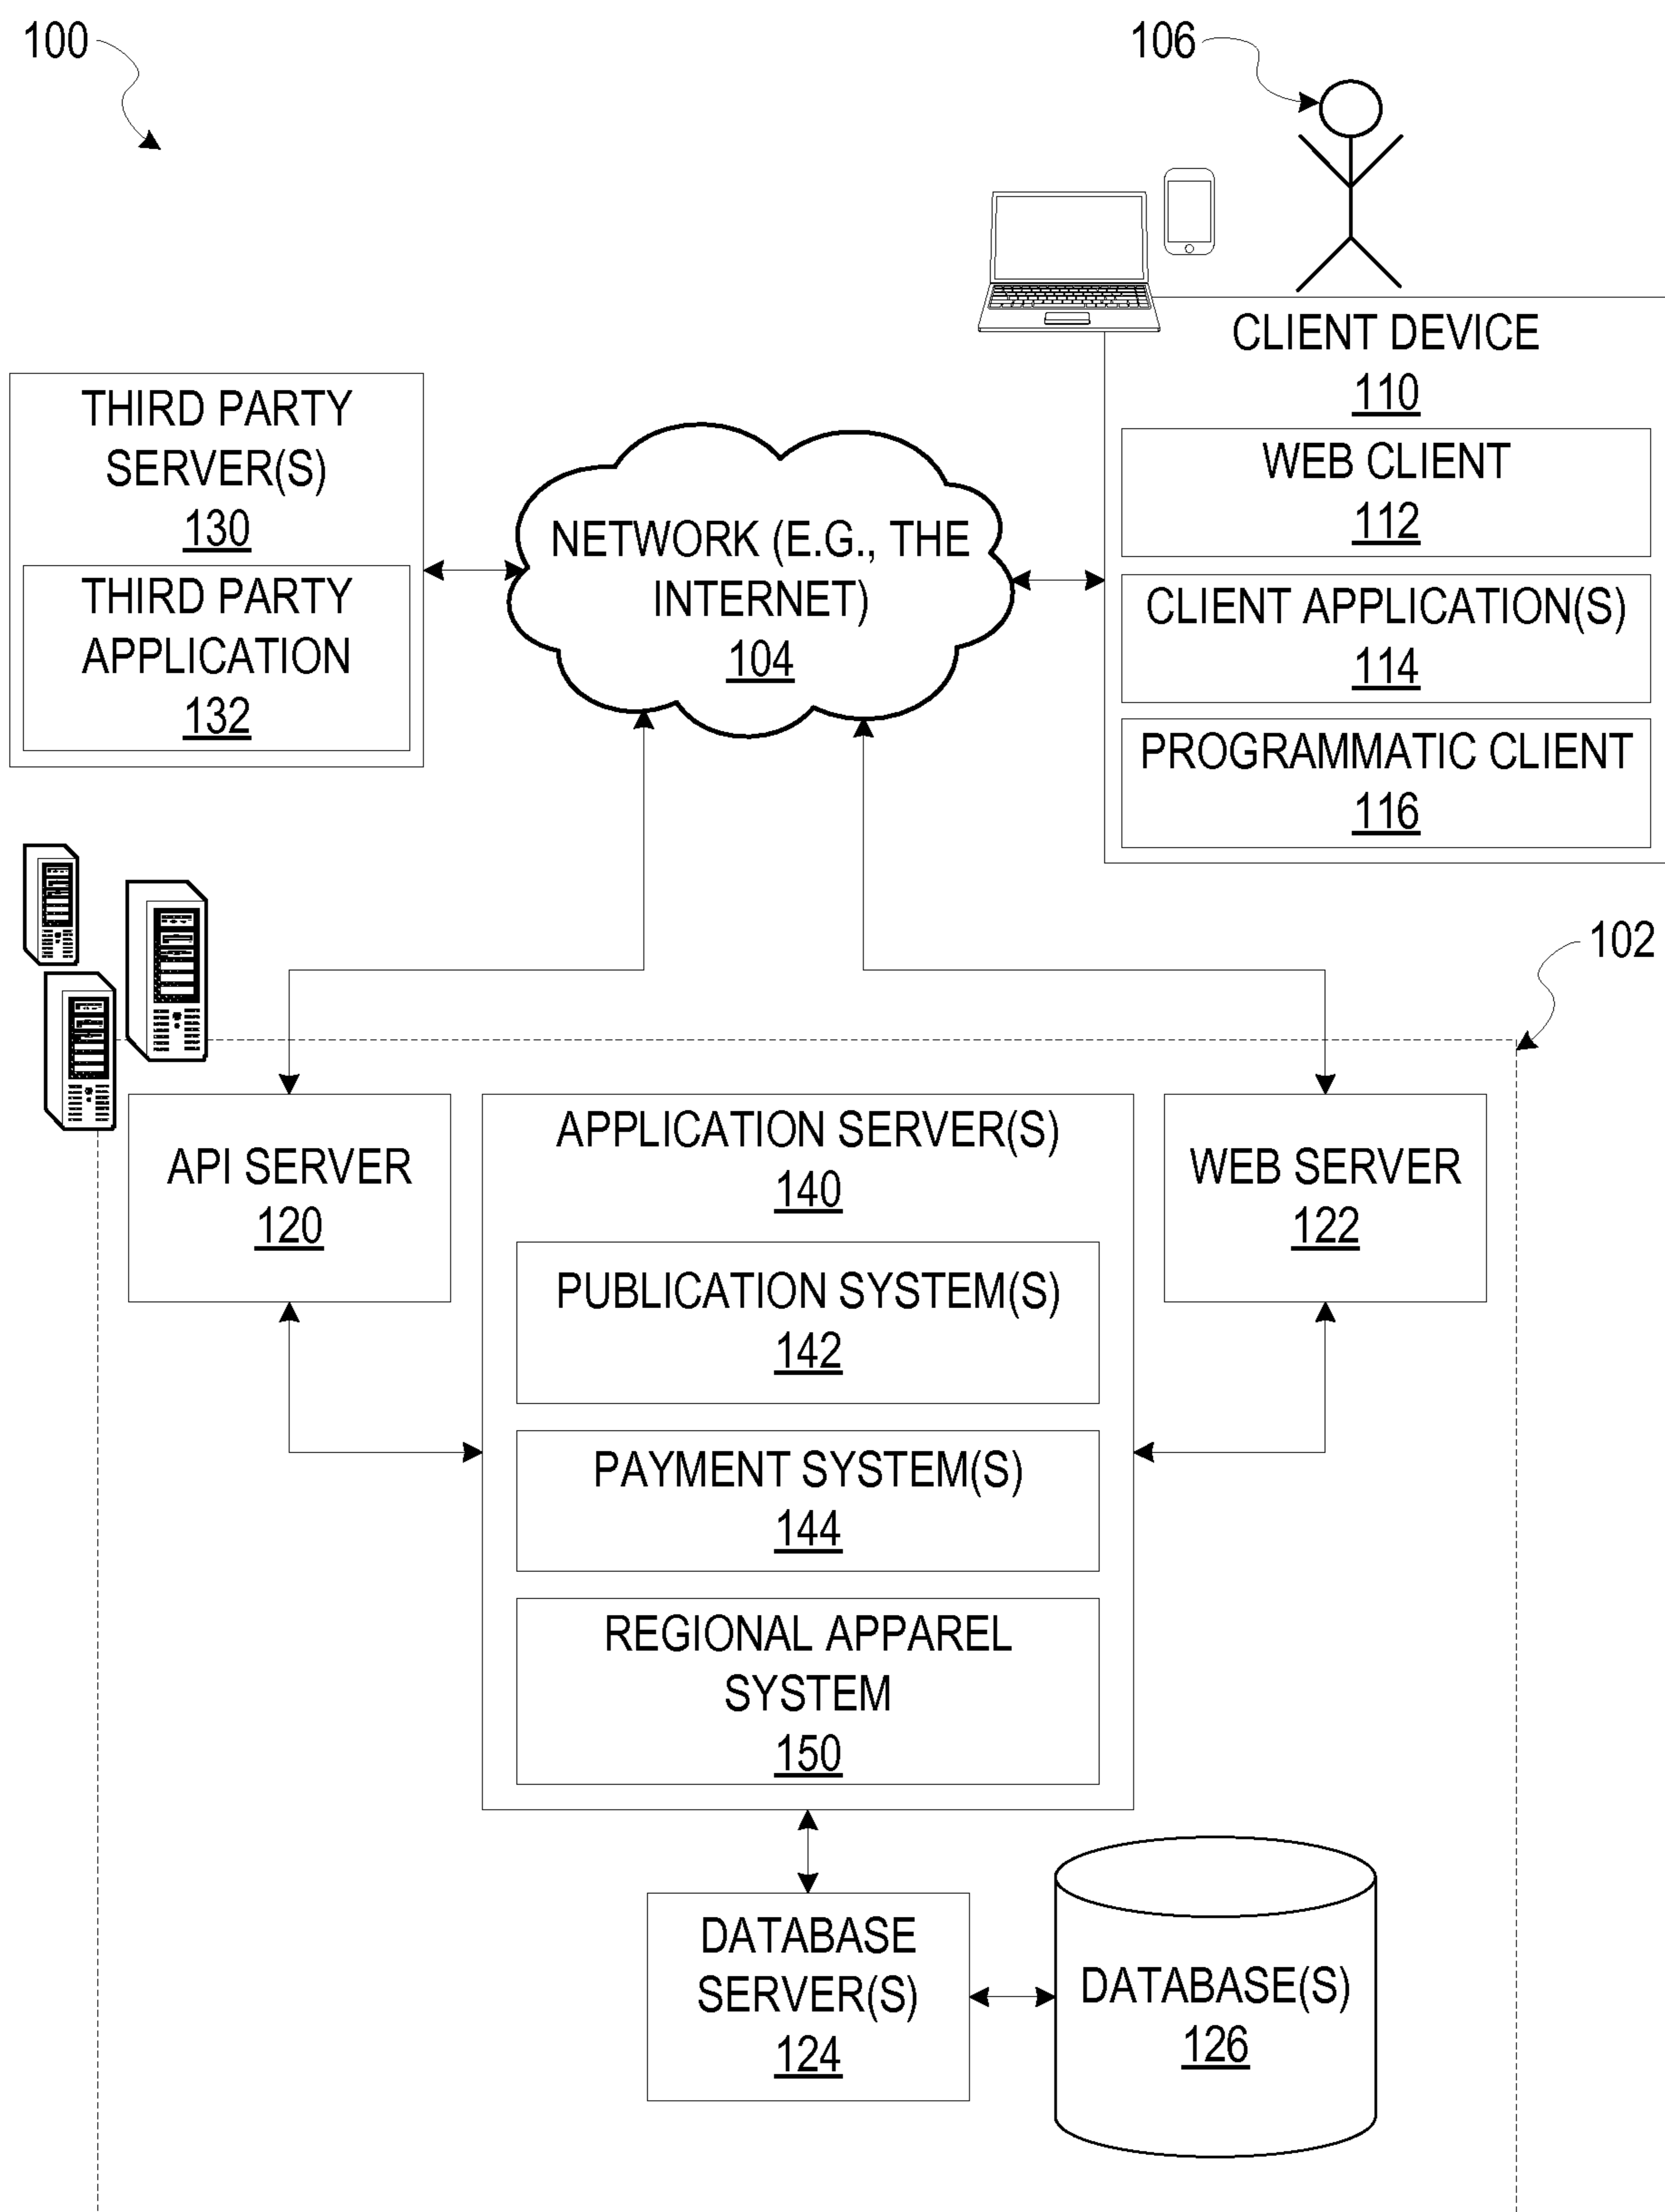 100
106
CLIENT DEVICE
110
WEB CLIENT
112
CLIENT APPLICATION(S)
114
PROGRAMMATIC CLIENT
116
THIRD PARTY
SERVER(S)
130
THIRD PARTY
APPLICATION
132
NETWORK (E.G., THE
INTERNET)
104
102
API SERVER
120
APPLICATION SERVER(S)
140
PUBLICATION SYSTEM(S)
142
PAYMENT SYSTEM(S)
144
REGIONAL APPAREL
SYSTEM
150
WEB SERVER
122
DATABASE
SERVER(S)
124
DATABASE(S)
126